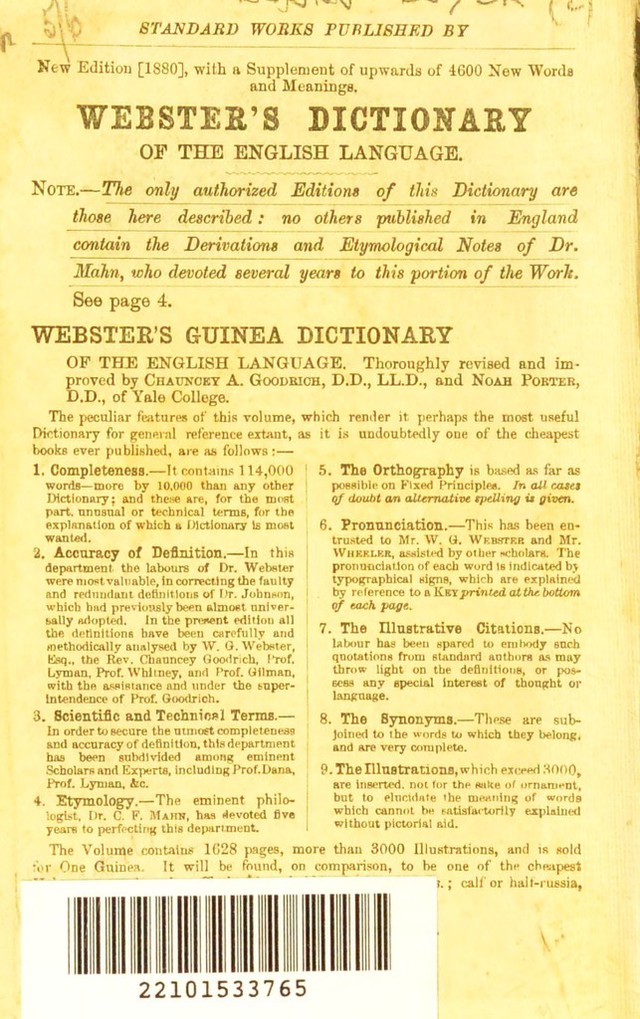 STANDARD WORKS PUBLISHED BY
New Edition [1880], with a Supplement of upwards of 4600 New Words
and Meanings.
WEBSTER'S DICTIONARY
OF THE ENGLISH LANGUAGE.
NOTE.—The only authorized Editions of this Dictionary are
those here described: no others published in England
contain the Derivations and Etymological Notes of Dr.
Mahn, who devoted several years to this portion of the Work.
See page 4.
WEBSTER'S GUINEA DICTIONARY
OF THE ENGLISH LANGUAGE. Thoroughly revised and im-
proved by CHAUNCEY A. GOODRICH, D.D., LL.D., and NOAH PORTER,
D.D., of Yale College.
The peculiar features of this volume, which render it perhaps the most useful
Dictionary for general reference extant, as it is undoubtedly one of the cheapest
books ever published, are as follows:—
1. Completeness.—It contains 114,000
words—more by 10,000 than any other
Dictionary; and these are, for the most
part, unusual or technical terms, for the
explanation of which a Dictionary is most
wanted.
2. Accuracy of Definition.—In this
department the labours of Dr. Webster
were most valuable, in correcting the faulty
and redundant definitions of Dr. Johnson,
which had previously been almost univer-
sally adopted. In the present edition all
the definitions have been carefully and
methodically analysed by W. G. Webster,
Esq., the Rev. Chauncey Goodrich, Prof.
Lyman, Prof. Whitney, and Prof. Gilman,
with the assistance and under the super-
intendence of Prof. Goodrich.
3. Scientific and Technical Terms.—
In order to secure the utmost completeness
and accuracy of definition, this department
has been subdivided among eminent
Scholars and Experts, including Prof. Dana,
Prof. Lyman, &c.
4. Etymology.—The eminent philo-
logist, Dr. C. F. MAHN, has devoted five
years to perfecting this department.
5. The Orthography is based as far as
possible on Fixed Principles. In all cases
of doubt an alternative spelling is given.
6. Pronunciation.—This has been en-
trusted to Mr. W. G. WEBSTER and Mr.
WHEELER, assisted by other scholars. The
pronunciation of each word is indicated by
typographical signs, which are explained
by reference to a KEY printed at the bottom
of each page.
7. The Illustrative Citations.—No
labour has been spared to embody such
quotations from standard authors as may
throw light on the definitions, or pos-
sess any special interest of thought or
language.
8. The Synonyms.—These are sub-
joined to the words to which they belong,
and are very complete.
9. The Illustrations, which exceed 3000,
are inserted, not for the sake of ornament,
but to elucidate the meaning of words
which cannot be satisfactorily explained
without pictorial aid.
The Volume contains 1628 pages, more than 3000 Illustrations, and is sold
for One Guinea. It will be found, on comparison, to be one of the cheapest
calf or half-russia,
22101533765